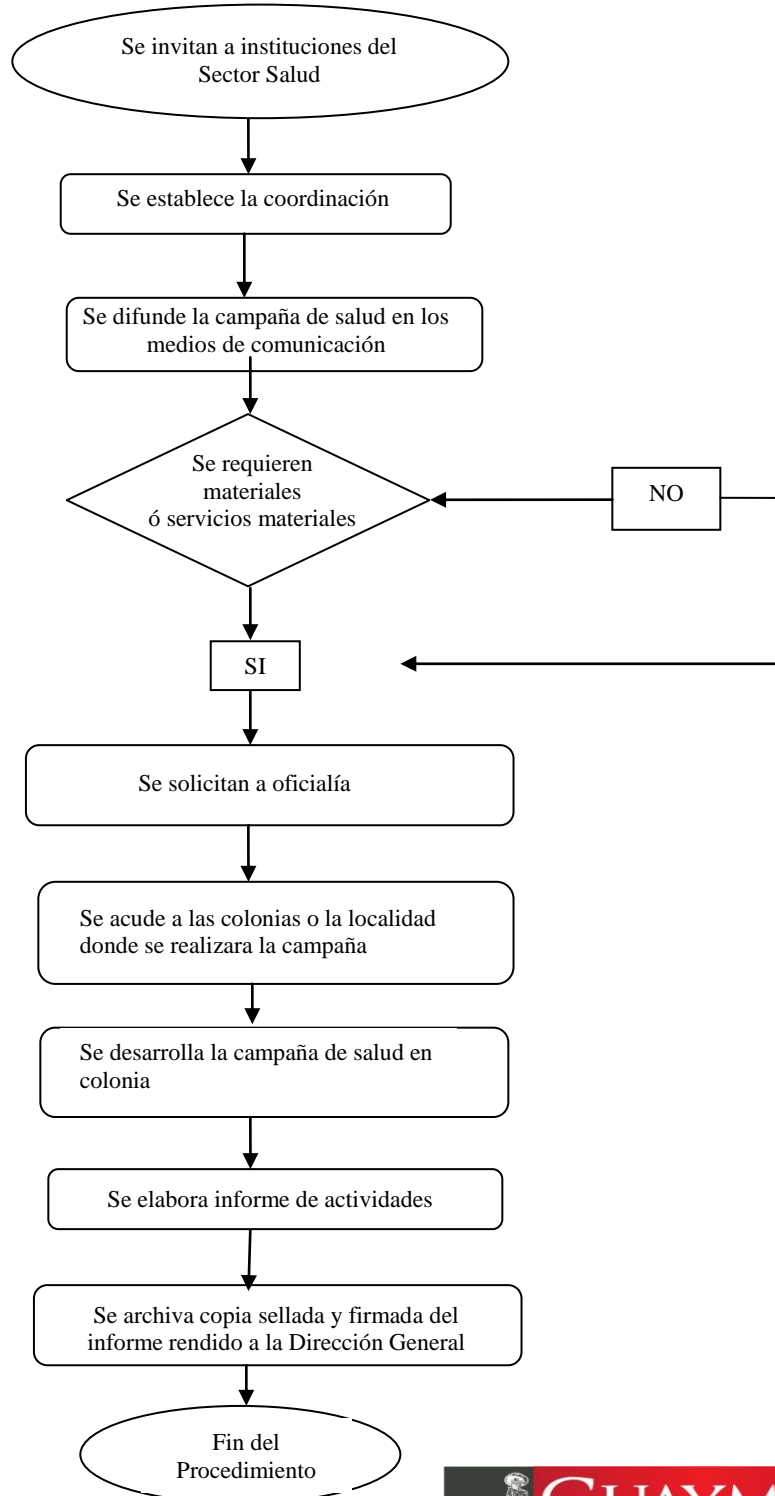 Se invitan a instituciones del
Sector Salud
Se establece la coordinación
Se difunde la campaña de salud en los
medios de comunicación
Se requieren
materiales
ó servicios materiales
NO
SI
Se solicitan a oficialía
Se acude a las colonias o la localidad
donde se realizara la campaña
Se desarrolla la campaña de salud en
colonia
Se elabora informe de actividades
Se archiva copia sellada y firmada del
informe rendido a la Dirección General
Fin del
Procedimiento